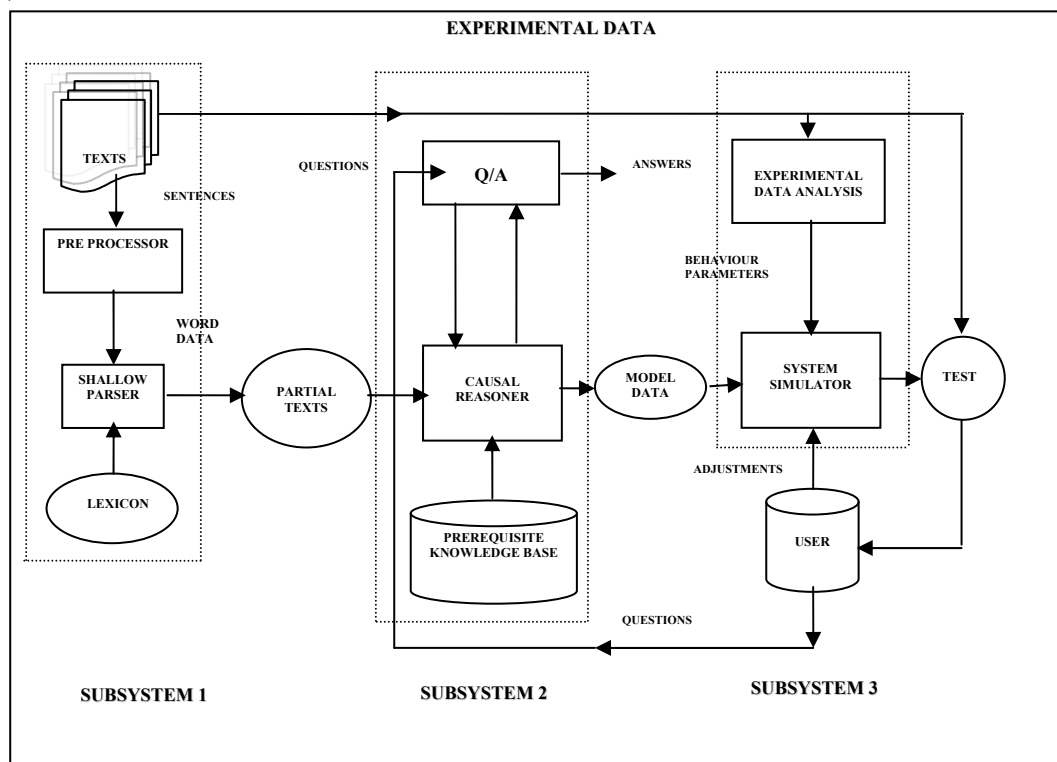 EXPERIMENTAL DATA
TEXTS
SENTENCES
PRE PROCESSOR
WORD
DATA
SHALLOW
PARSER
LEXICON
PARTIAL
TEXTS
QUESTIONS
Q/A
ANSWERS
CAUSAL
REASONER
PREREQUISITE
KNOWLEDGE BASE
MODEL
DATA
EXPERIMENTAL
DATA ANALYSIS
BEHAVIOUR
PARAMETERS
SYSTEM
SIMULATOR
TEST
ADJUSTMENTS
USER
QUESTIONS
SUBSYSTEM 1
SUBSYSTEM 2
SUBSYSTEM 3